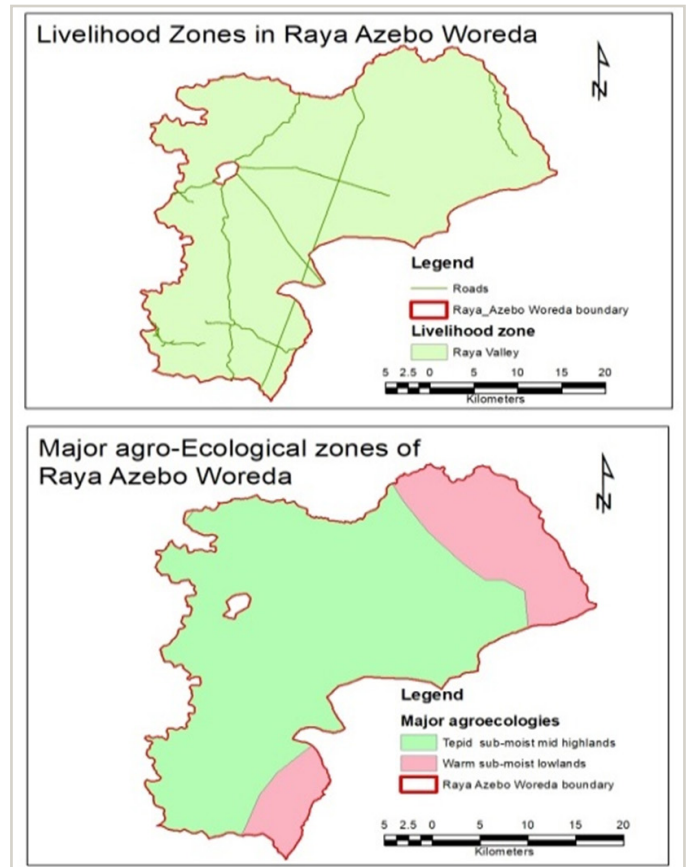 Livelihood Zones in Raya Azebo Woreda
N
Legend
Roads
Raya_Azebo Woreda boundary
Livelihood zone
Raya Valley
5 2.5 0 5 10 15 20
Kilometers
Major agro-Ecological zones of
Raya Azebo Woreda
N
Legend
Major agroecologies
Tepid sub-moist mid highlands
Warm sub-moist lowlands
Raya Azebo Woreda boundary
5 2.5 0 5 10 15 20
Kilometers